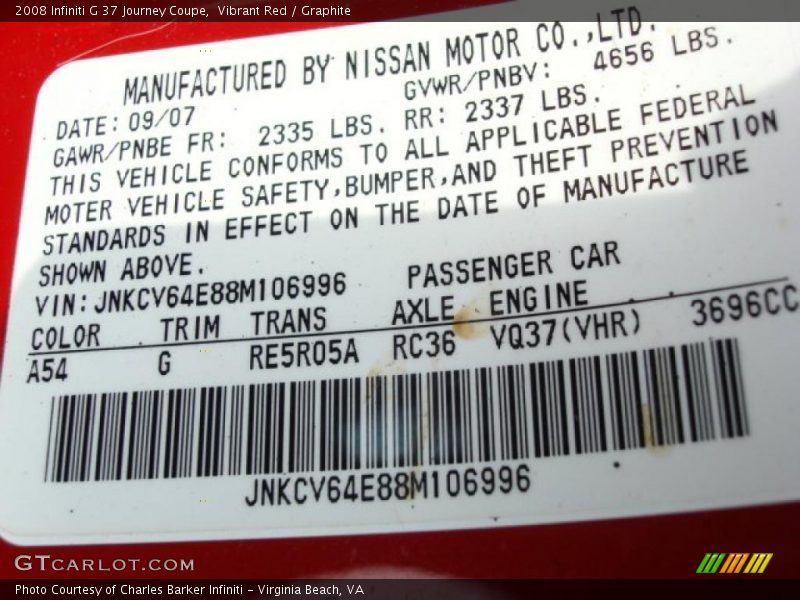 2008 Infiniti G 37 Journey Coupe, Vibrant Red / Graphite
MANUFACTURED BY NISSAN MOTOR CO.,LTD.
DATE: 09/07 GVWR/PNBV: 4656 LBS.
GAWR/PNBE FR: 2335 LBS. RR: 2337 LBS.
THIS VEHICLE CONFORMS TO ALL APPLICABLE FEDERAL
MOTER VEHICLE SAFETY,BUMPER,AND THEFT PREVENTION
STANDARDS IN EFFECT ON THE DATE OF MANUFACTURE
SHOWN ABOVE.
VIN: JNKCV64E88M106996 PASSENGER CAR
COLOR TRIM TRANS AXLE ENGINE
A54 G RE5R05A RC36 VQ37(VHR) 3696CC
JNKCV64E88M106996
GTCARLOT.COM
Photo Courtesy of Charles Barker Infiniti - Virginia Beach, VA